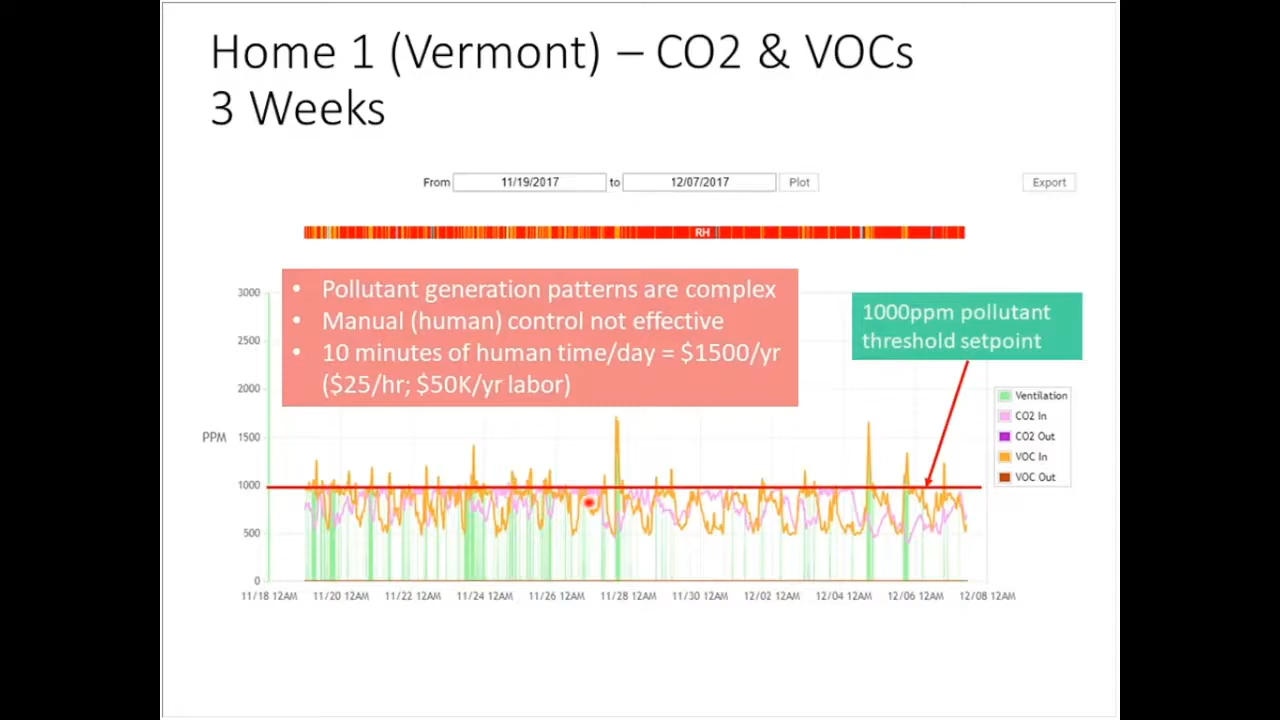 Home 1 (Vermont) – CO2 & VOCs
3 Weeks
From 11/19/2017 to 12/07/2017 Plot Export
RH
• Pollutant generation patterns are complex
• Manual (human) control not effective
• 10 minutes of human time/day = $1500/yr
($25/hr; $50K/yr labor)
1000ppm pollutant
threshold setpoint
3000
2500
2000
PPM 1500
1000
500
0
Ventilation
CO2 In
CO2 Out
VOC In
VOC Out
11/18 12AM 11/20 12AM 11/22 12AM 11/24 12AM 11/26 12AM 11/28 12AM 11/30 12AM 12/02 12AM 12/04 12AM 12/06 12AM 12/08 12AM